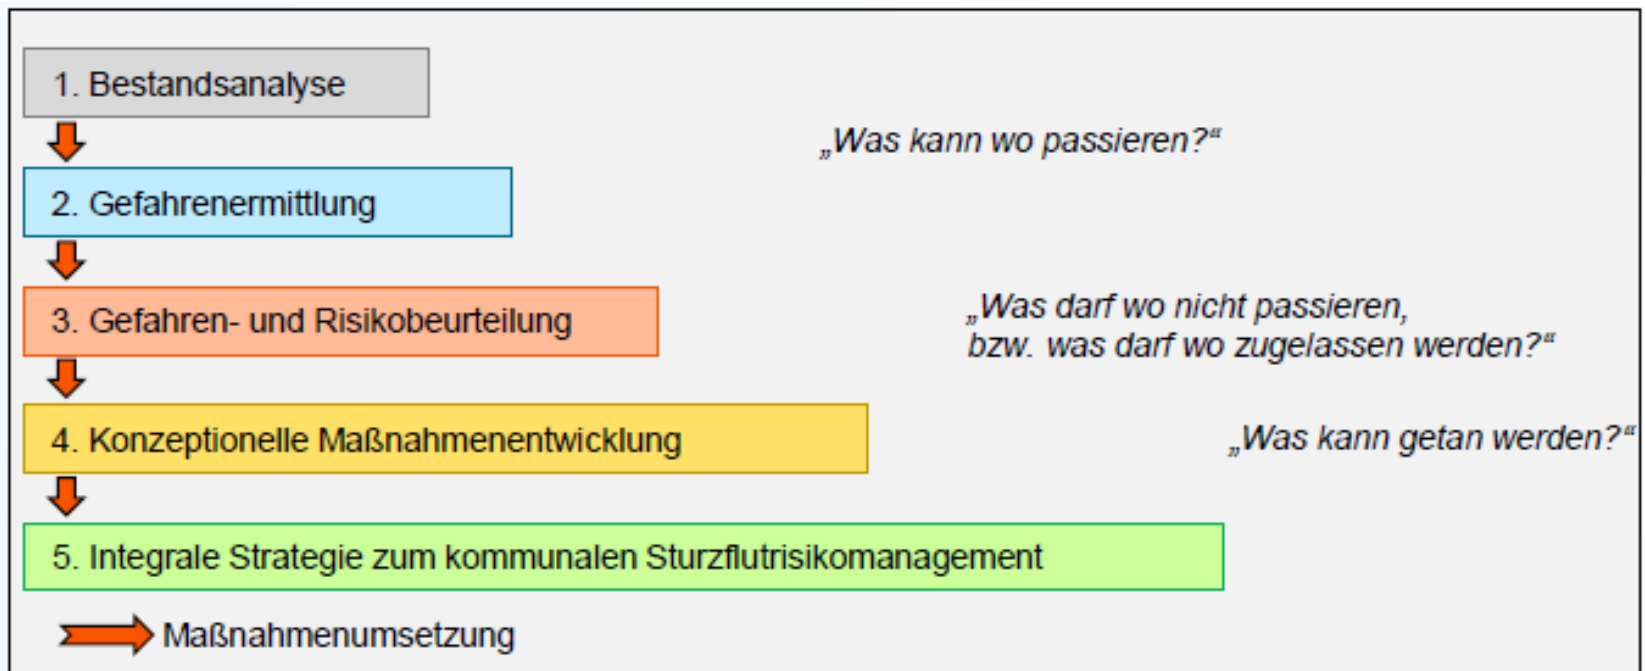 1. Bestandsanalyse
„Was kann wo passieren?“
2. Gefahrenermittlung
3. Gefahren- und Risikobeurteilung
„Was darf wo nicht passieren,
bzw. was darf wo zugelassen werden?“
4. Konzeptionelle Maßnahmenentwicklung
„Was kann getan werden?“
5. Integrale Strategie zum kommunalen Sturzflutrisikomanagement
Maßnahmenumsetzung